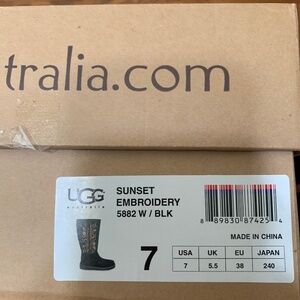 tralia.com
UGG
australia
SUNSET
EMBROIDERY
5882 W / BLK
8 89830 87425 4
MADE IN CHINA
7
USA UK EU JAPAN
7 5.5 38 240